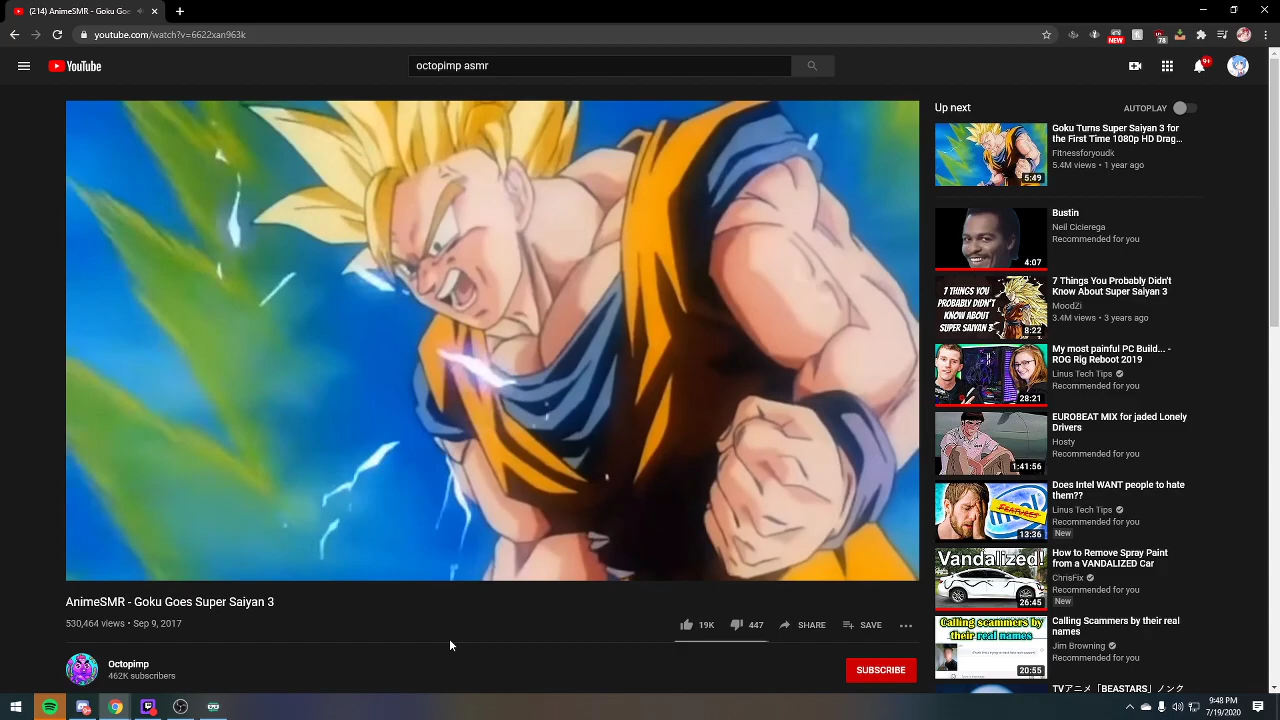 (214) AnimeSMR - Goku Goe
youtube.com/watch?v=6622xan963k
NEW
78
YouTube
octopimp asmr
9+
Up next
AUTOPLAY
Goku Turns Super Saiyan 3 for
the First Time 1080p HD Drag...
Fitnessforyoudk
5.4M views • 1 year ago
5:49
Bustin
Neil Cicierega
Recommended for you
4:07
7 Things You Probably Didn't
Know About Super Saiyan 3
MoodZi
3.4M views • 3 years ago
7 THINGS YOU
PROBABLY DIDN'T
KNOW ABOUT
SUPER SAIYAN 3
8:22
My most painful PC Build... -
ROG Rig Reboot 2019
Linus Tech Tips
Recommended for you
28:21
EUROBEAT MIX for jaded Lonely
Drivers
Hosty
Recommended for you
1:41:56
Does Intel WANT people to hate
them??
Linus Tech Tips
Recommended for you
New
intel
FEATURES
13:36
How to Remove Spray Paint
from a VANDALIZED Car
ChrisFix
Recommended for you
New
Vandalized!
26:45
Calling Scammers by their real
names
Jim Browning
Recommended for you
Calling scammers by
their real names
20:55
TVアニメ「BEASTARS」ノンク
AnimeSMR - Goku Goes Super Saiyan 3
530,464 views • Sep 9, 2017
19K
447
SHARE
SAVE
Octopimp
462K subscribers
SUBSCRIBE
9:48 PM
7/19/2020